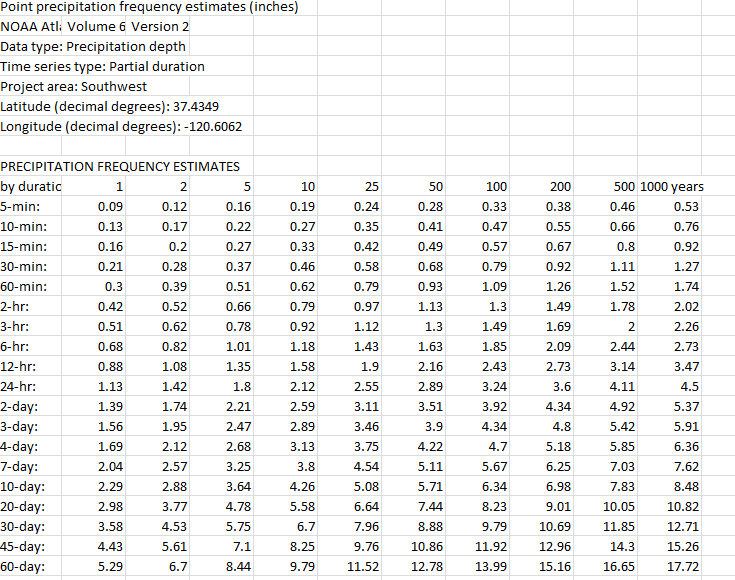 Point precipitation frequency estimates (inches)
NOAA Atl Volume 6 Version 2
Data type: Precipitation depth
Time series type: Partial duration
Project area: Southwest
Latitude (decimal degrees): 37.4349
Longitude (decimal degrees): -120.6062
PRECIPITATION FREQUENCY ESTIMATES
by duratic 1 2 5 10 25 50 100 200 500 1000 years
5-min: 0.09 0.12 0.16 0.19 0.24 0.28 0.33 0.38 0.46 0.53
10-min: 0.13 0.17 0.22 0.27 0.35 0.41 0.47 0.55 0.66 0.76
15-min: 0.16 0.2 0.27 0.33 0.42 0.49 0.57 0.67 0.8 0.92
30-min: 0.21 0.28 0.37 0.46 0.58 0.68 0.79 0.92 1.11 1.27
60-min: 0.3 0.39 0.51 0.62 0.79 0.93 1.09 1.26 1.52 1.74
2-hr: 0.42 0.52 0.66 0.79 0.97 1.13 1.3 1.49 1.78 2.02
3-hr: 0.51 0.62 0.78 0.92 1.12 1.3 1.49 1.69 2 2.26
6-hr: 0.68 0.82 1.01 1.18 1.43 1.63 1.85 2.09 2.44 2.73
12-hr: 0.88 1.08 1.35 1.58 1.9 2.16 2.43 2.73 3.14 3.47
24-hr: 1.13 1.42 1.8 2.12 2.55 2.89 3.24 3.6 4.11 4.5
2-day: 1.39 1.74 2.21 2.59 3.11 3.51 3.92 4.34 4.92 5.37
3-day: 1.56 1.95 2.47 2.89 3.46 3.9 4.34 4.8 5.42 5.91
4-day: 1.69 2.12 2.68 3.13 3.75 4.22 4.7 5.18 5.85 6.36
7-day: 2.04 2.57 3.25 3.8 4.54 5.11 5.67 6.25 7.03 7.62
10-day: 2.29 2.88 3.64 4.26 5.08 5.71 6.34 6.98 7.83 8.48
20-day: 2.98 3.77 4.78 5.58 6.64 7.44 8.23 9.01 10.05 10.82
30-day: 3.58 4.53 5.75 6.7 7.96 8.88 9.79 10.69 11.85 12.71
45-day: 4.43 5.61 7.1 8.25 9.76 10.86 11.92 12.96 14.3 15.26
60-day: 5.29 6.7 8.44 9.79 11.52 12.78 13.99 15.16 16.65 17.72